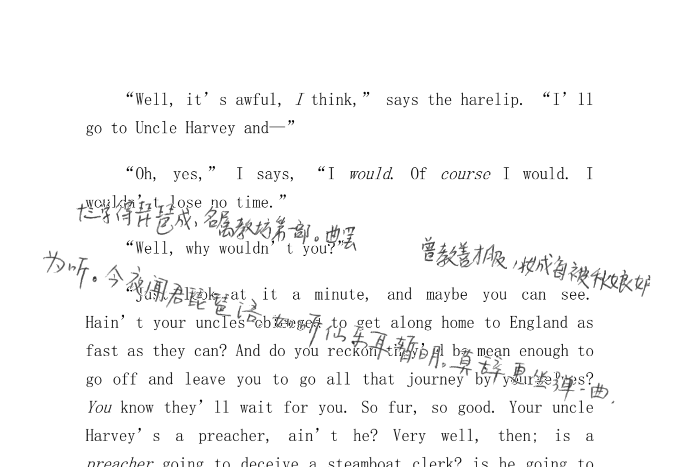 “Well, it’s awful, I think,” says the harelip. “I’ll
go to Uncle Harvey and—”
“Oh, yes,” I says, “I would. Of course I would. I
wouldn’t lose no time.”
得琵琶成，名属教坊第一部。曲罢
曾教善才服，妆成每被秋娘妒
“Well, why wouldn’t you?”
为听。今夜闻君琵琶语，如听仙乐耳暂明。莫辞更坐弹一曲，
“Just look at it a minute, and maybe you can see.
Hain’t your uncles obleeged to get along home to England as
fast as they can? And do you reckon they’d be mean enough to
go off and leave you to go all that journey by yourselves?
You know they’ll wait for you. So fur, so good. Your uncle
Harvey’s a preacher, ain’t he? Very well, then; is a
preacher going to deceive a steamboat clerk? is he going to